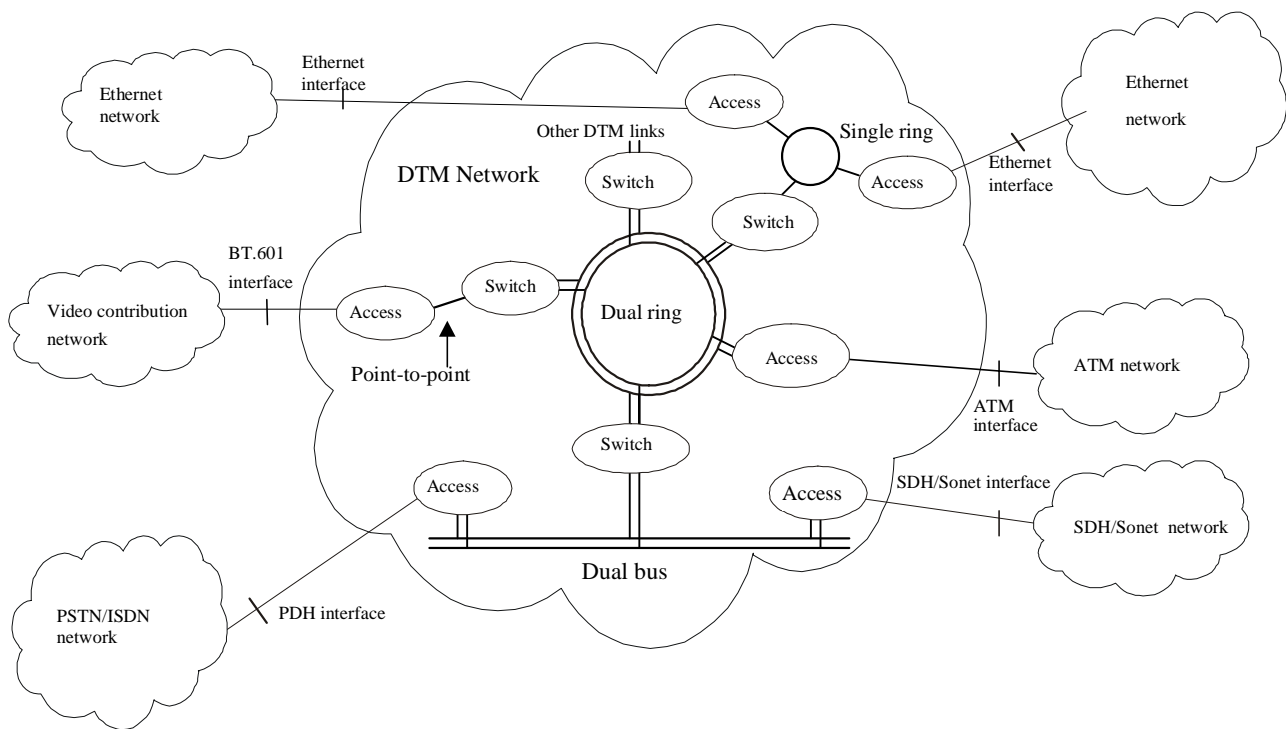 Ethernet
interface
Ethernet
network
Access
Ethernet
network
Other DTM links
Single ring
DTM Network
Switch
Access
Ethernet
interface
Switch
BT.601
interface
Switch
Video contribution
network
Access
Dual ring
Access
ATM network
Point-to-point
ATM
interface
Switch
Access
Access
SDH/Sonet interface
SDH/Sonet network
Dual bus
PSTN/ISDN
network
PDH interface